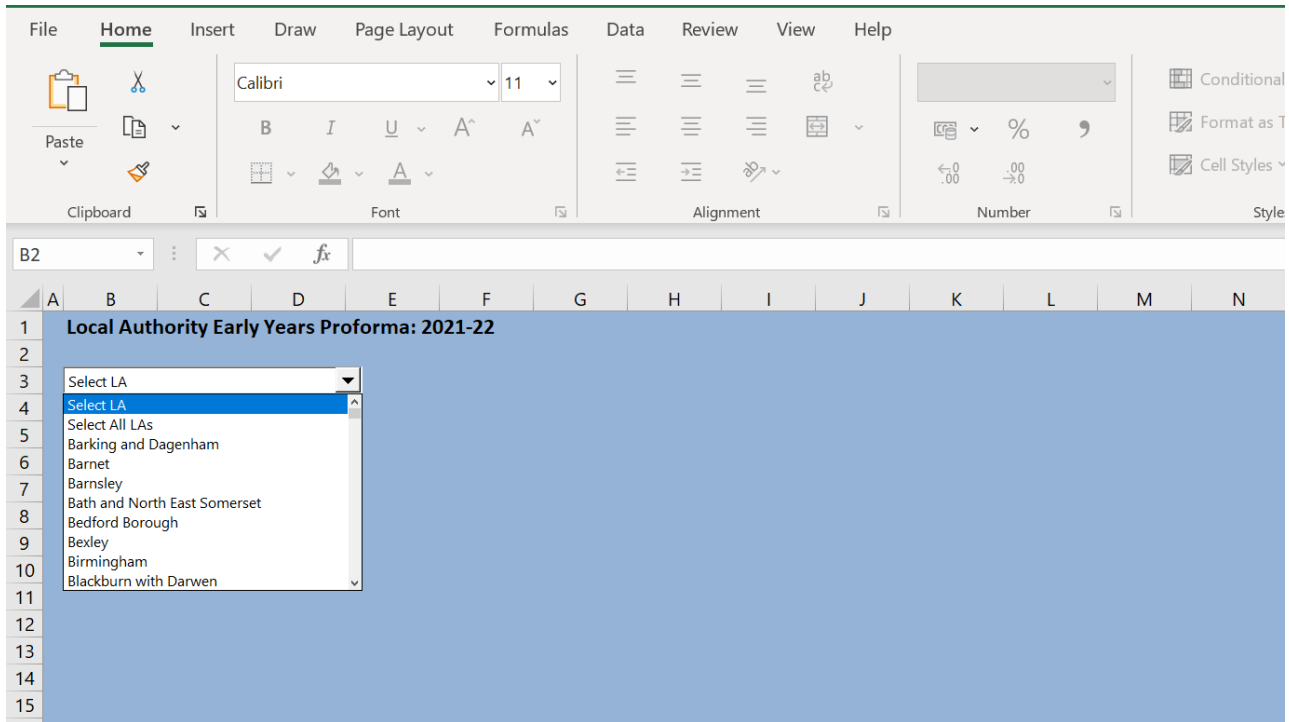 File Home Insert Draw Page Layout Formulas Data Review View Help
Calibri 11 ab Conditional
Paste B I U A A % Format as T
A .00 .00 Cell Styles
Clipboard Font Alignment Number Style
B2 fx
A B C D E F G H I J K L M N
1 Local Authority Early Years Proforma: 2021-22
2
3 Select LA
4 Select LA
Select All LAs
5 Barking and Dagenham
6 Barnet
7 Barnsley
Bath and North East Somerset
8 Bedford Borough
9 Bexley
10 Birmingham
Blackburn with Darwen
11
12
13
14
15